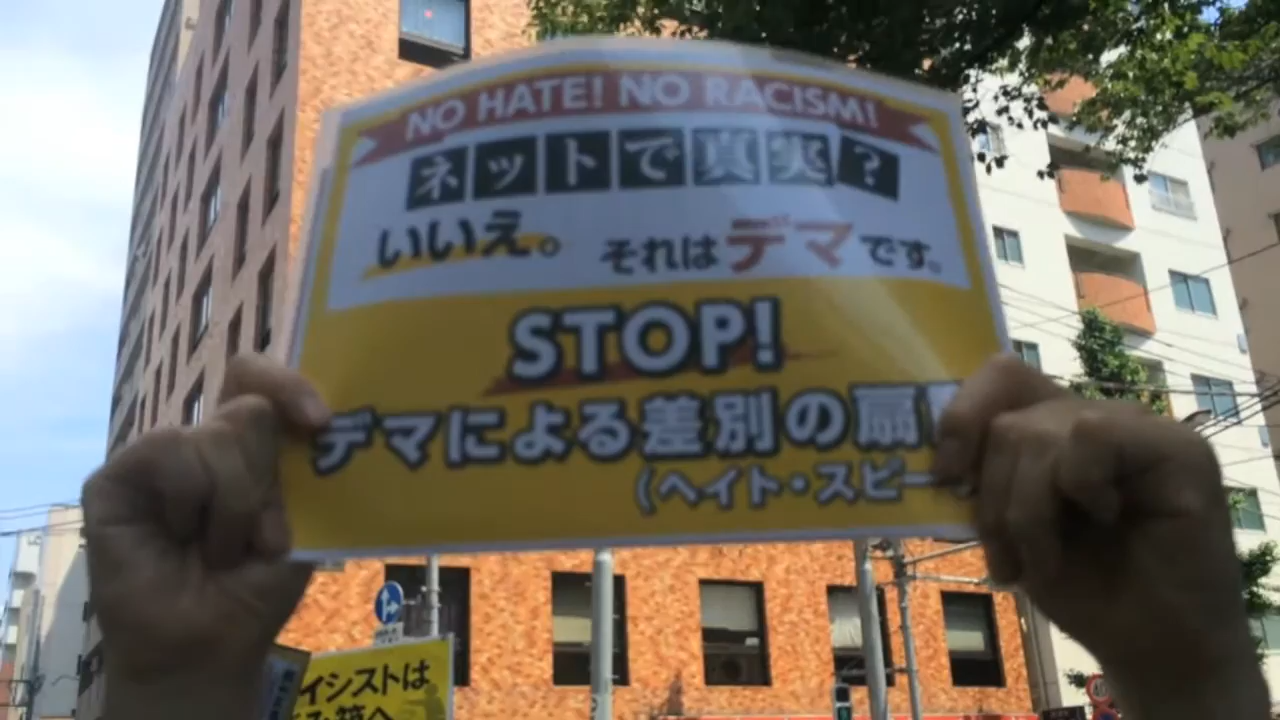 NO HATE! NO RACISM!
ネットで真実?
いいえ。それはデマです。
STOP!
デマによる差別の扇
(ヘイト・スピー
イシストは